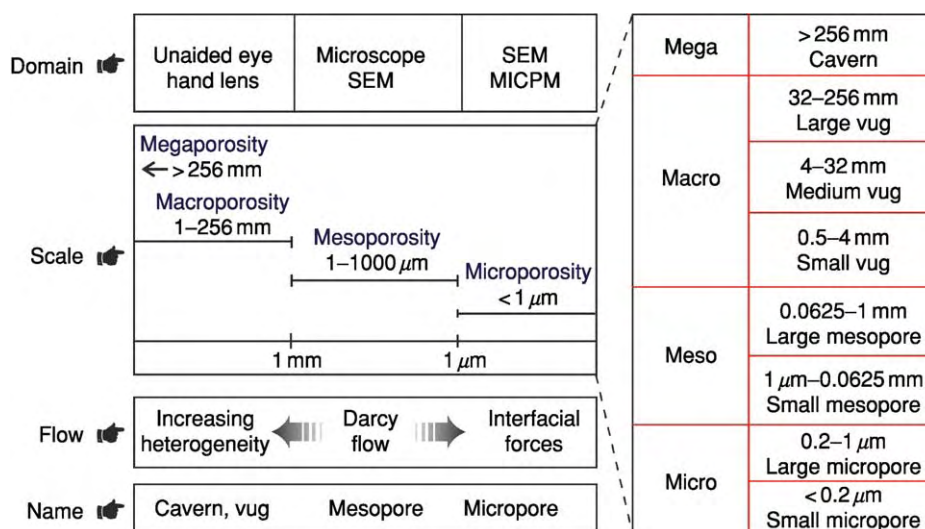 Domain
Unaided eye
hand lens
Microscope
SEM
SEM
MICPM
Scale
Megaporosity
> 256 mm
Macroporosity
1–256 mm
Mesoporosity
1–1000 µm
Microporosity
< 1 µm
1 mm
1 µm
Flow
Increasing
heterogeneity
Darcy
flow
Interfacial
forces
Name
Cavern, vug
Mesopore
Micropore
Mega
> 256 mm
Cavern
Macro
32–256 mm
Large vug
4–32 mm
Medium vug
0.5–4 mm
Small vug
Meso
0.0625–1 mm
Large mesopore
1 µm–0.0625 mm
Small mesopore
Micro
0.2–1 µm
Large micropore
< 0.2 µm
Small micropore